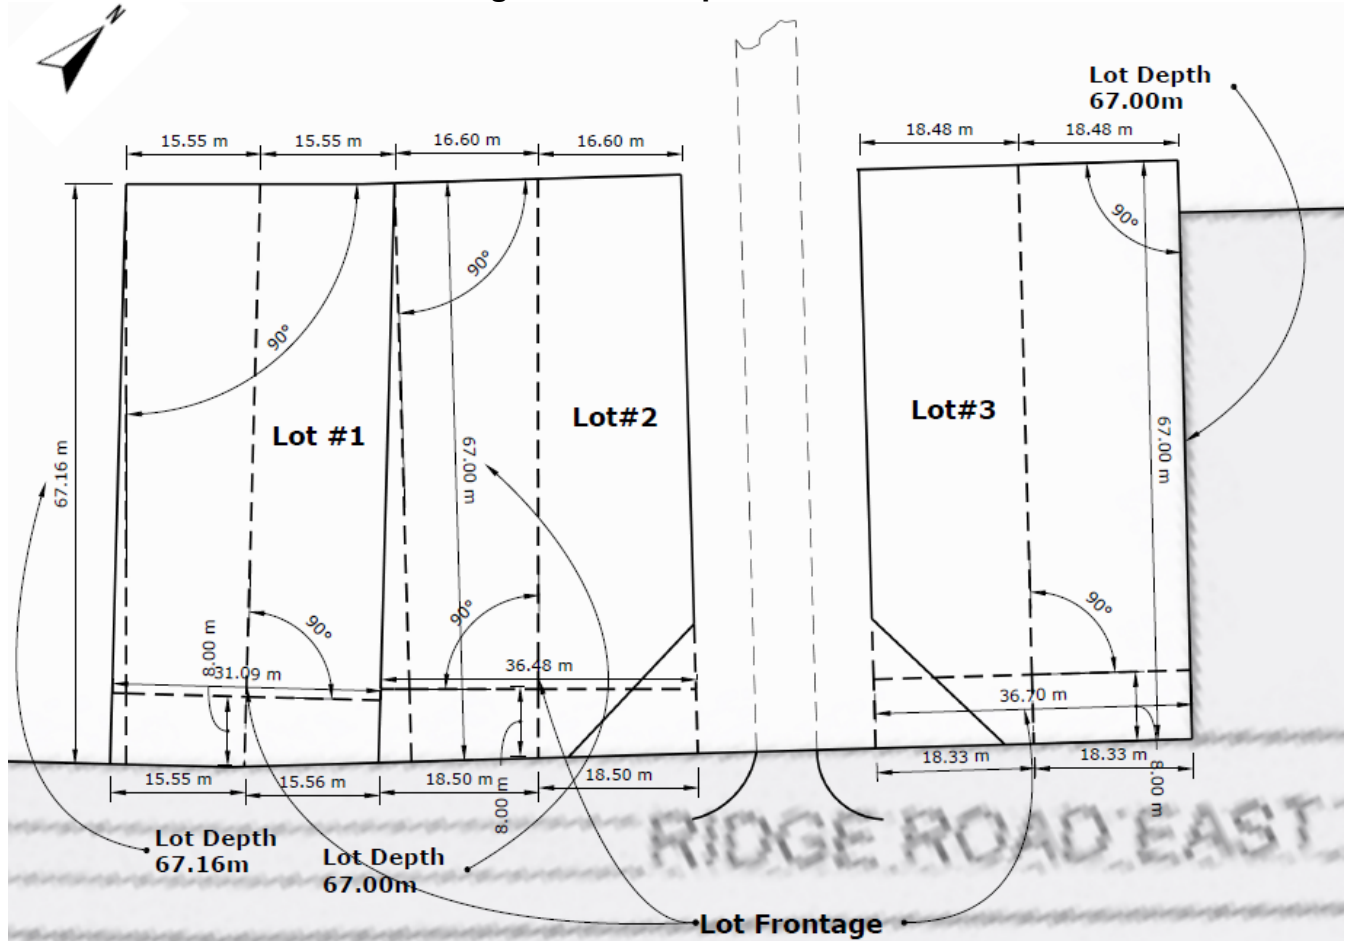 N
Lot Depth
67.00m
15.55 m
15.55 m
16.60 m
16.60 m
18.48 m
18.48 m
90°
90°
90°
Lot #1
Lot#2
Lot#3
67.16 m
67.00 m
67.00 m
90°
90°
90°
8.00 m
31.09 m
36.48 m
36.70 m
15.55 m
15.56 m
18.50 m
18.50 m
18.33 m
18.33 m
8.00 m
8.00 m
RIDGE ROAD EAST
Lot Depth
67.16m
Lot Depth
67.00m
Lot Frontage